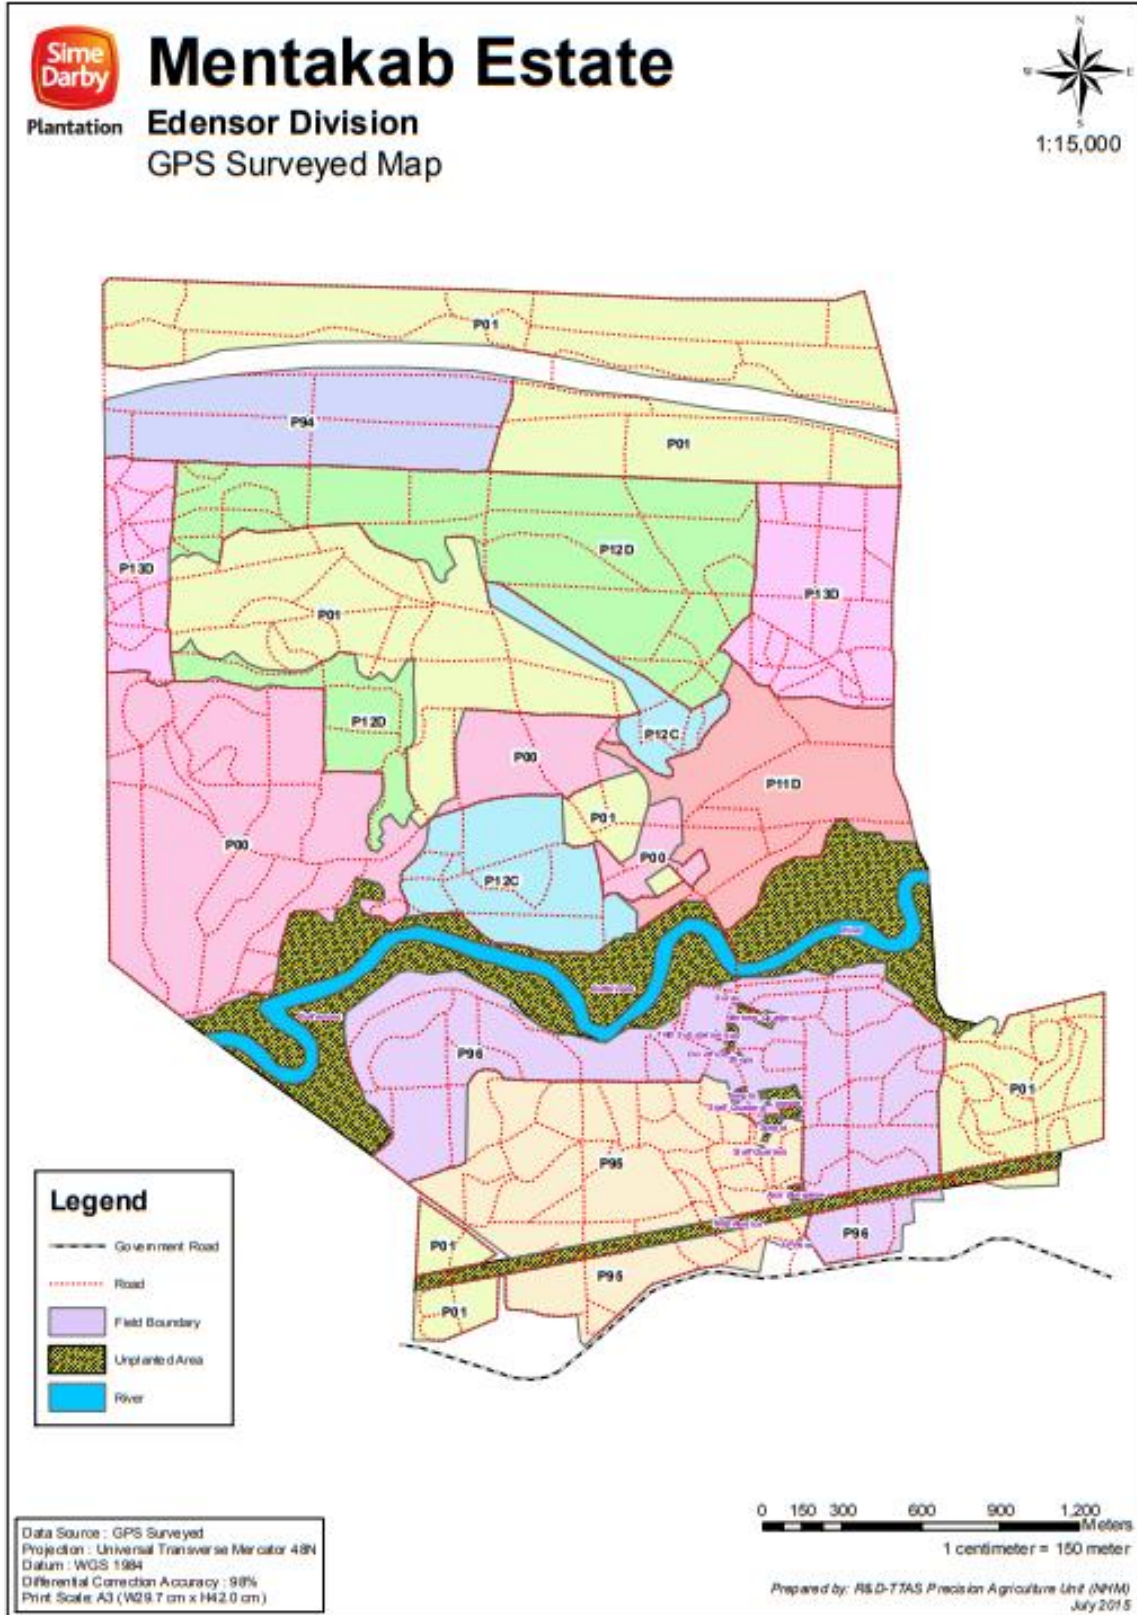 Sime
Darby
Plantation
Mentakab Estate
Edensor Division
GPS Surveyed Map
N
W
E
S
1:15,000
P01
P94
P01
P12D
P13D
P13D
P01
P12D
P12C
P00
P11D
P01
P00
P00
P12C
P96
P01
P95
P96
P01
P95
P01
Staff Quarters
Legend
Government Road
Road
Field Boundary
Unplanted Area
River
0 150 300 600 900 1,200
Meters
1 centimeter = 150 meter
Data Source : GPS Surveyed
Projection : Universal Transverse Mercator 48N
Datum : WGS 1984
Differential Correction Accuracy : 98%
Print Scale: A3 (W29.7 cm x H42.0 cm)
Prepared by: R&D-TTAS Precision Agriculture Unit (NHM)
July 2015